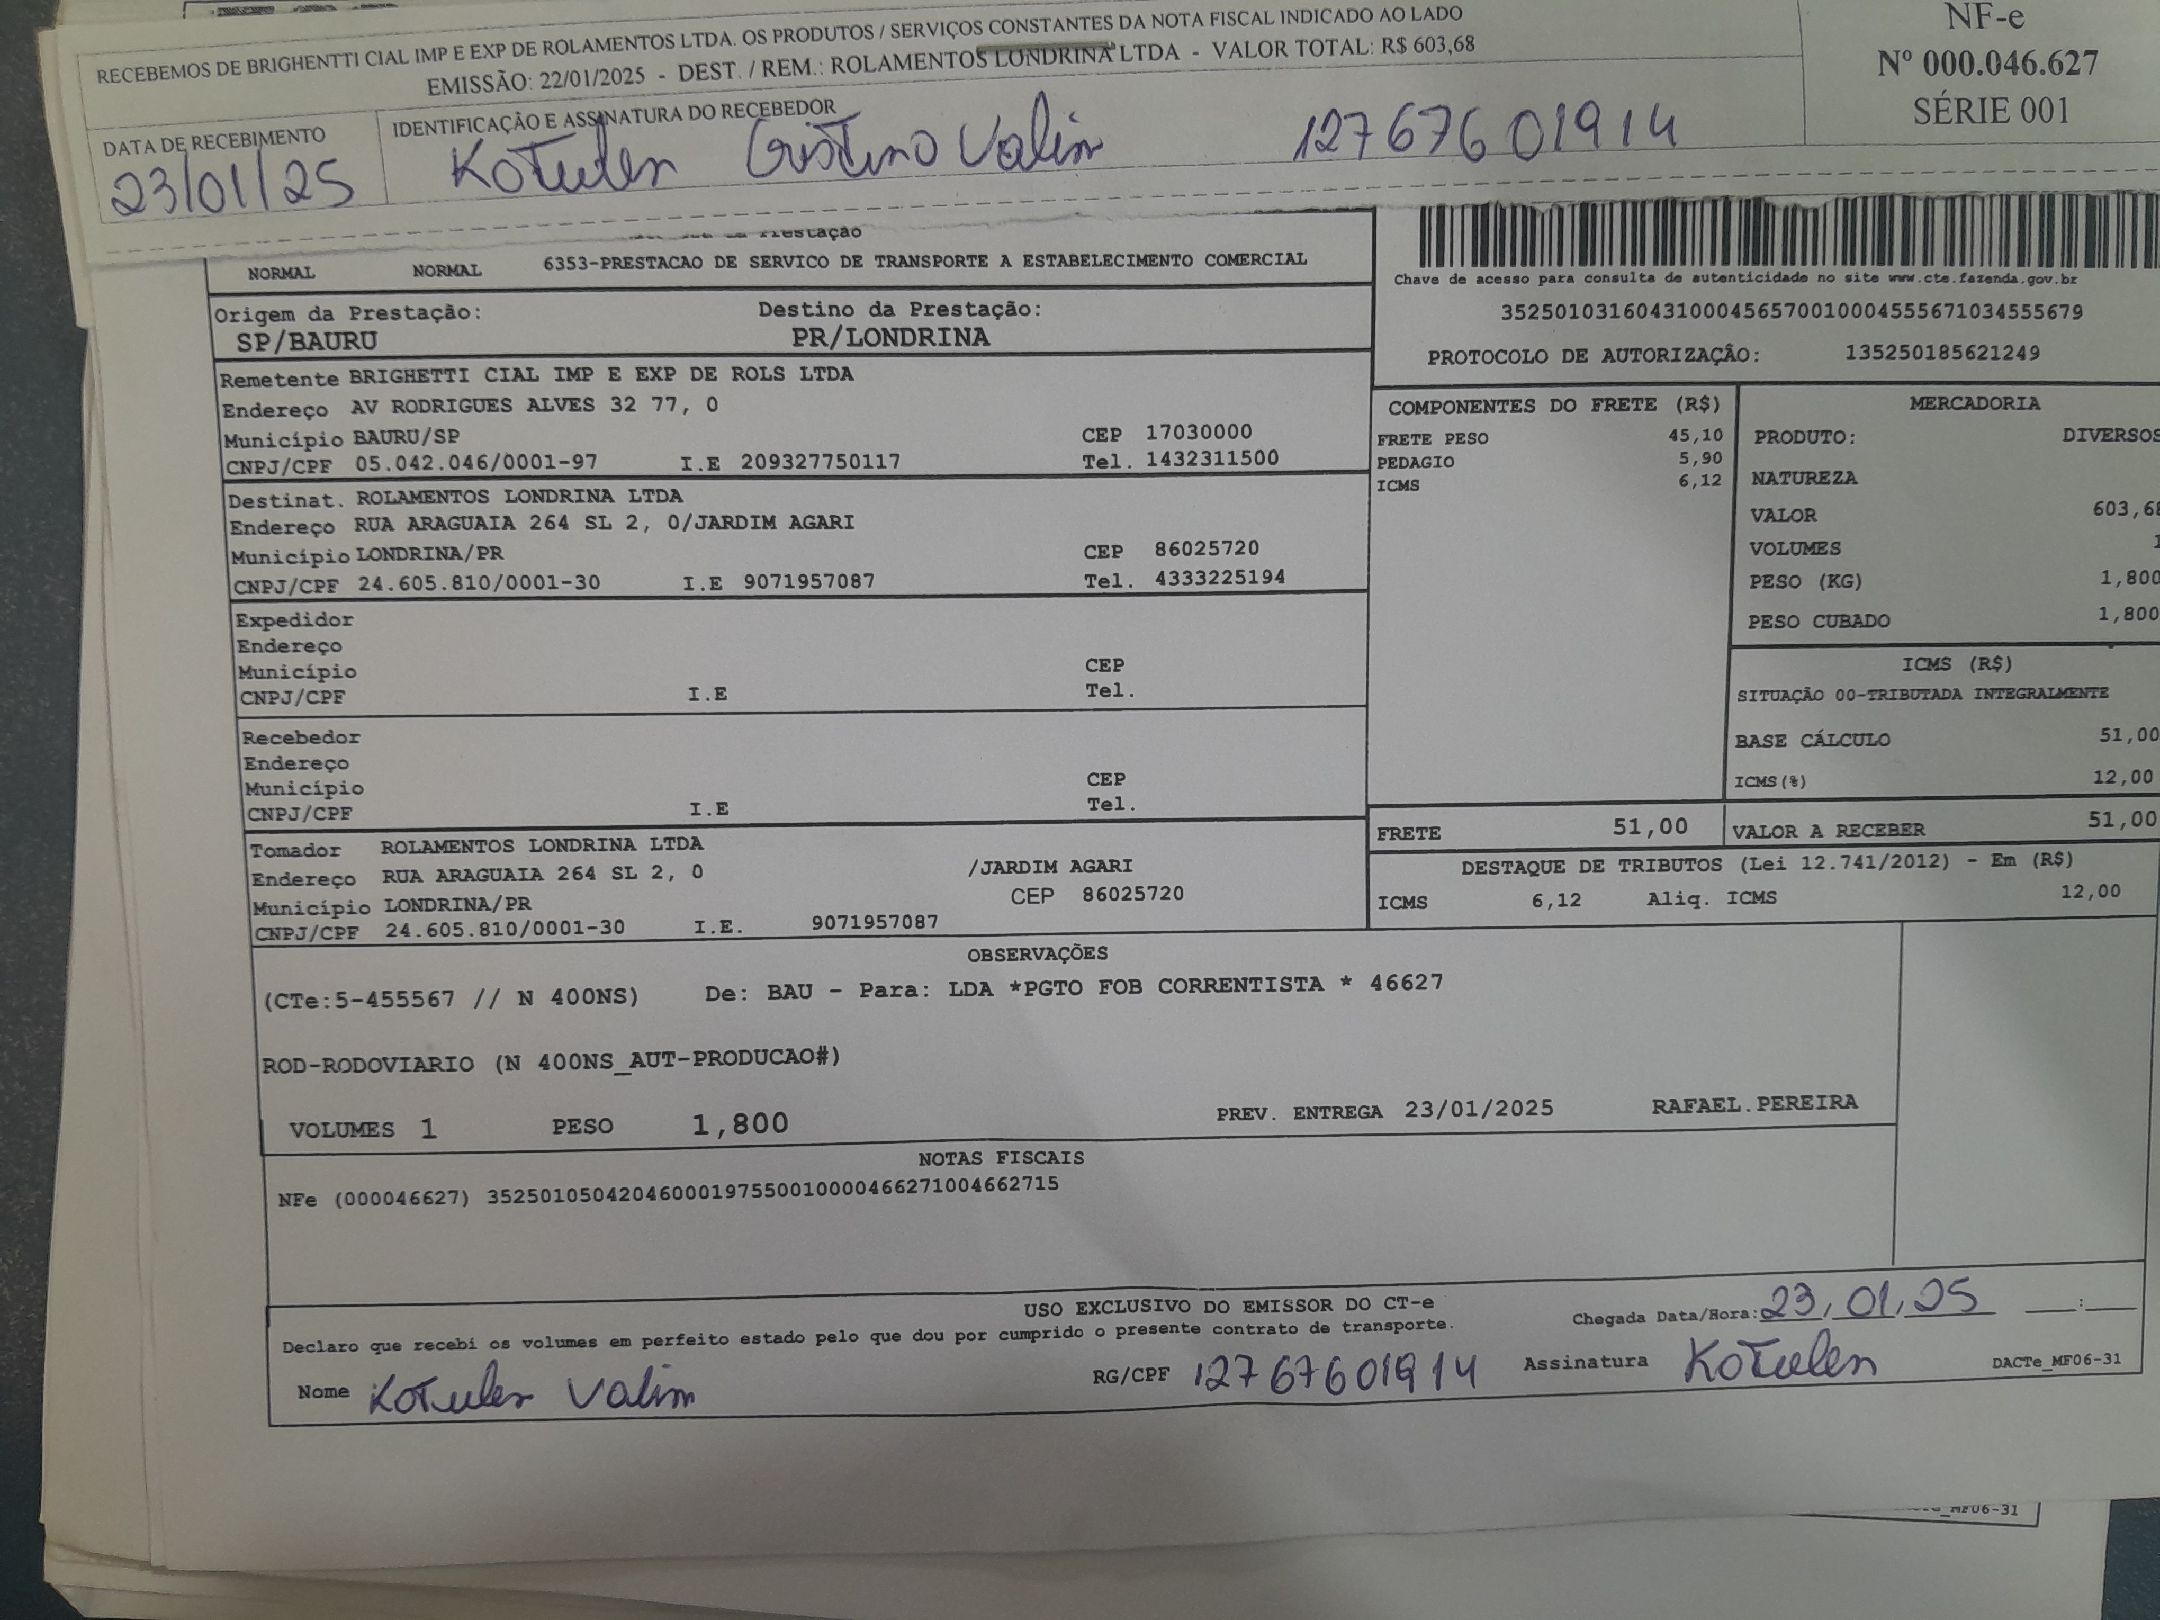 RECEBEMOS DE BRIGHENTTI CIAL IMP E EXP DE ROLAMENTOS LTDA. OS PRODUTOS / SERVIÇOS CONSTANTES DA NOTA FISCAL INDICADO AO LADO
EMISSÃO: 22/01/2025 - DEST. / REM.: ROLAMENTOS LONDRINA LTDA - VALOR TOTAL: R$ 603,68
NF-e
Nº 000.046.627
SÉRIE 001
DATA DE RECEBIMENTO
23/01/25
IDENTIFICAÇÃO E ASSINATURA DO RECEBEDOR
Valim 12767601914
Prestação
NORMAL NORMAL 6353-PRESTACAO DE SERVICO DE TRANSPORTE A ESTABELECIMENTO COMERCIAL
Chave de acesso para consulta de autenticidade no site www.cte.fazenda.gov.br
35250103160431000456570010004555671034555679
PROTOCOLO DE AUTORIZAÇÃO: 135250185621249
Origem da Prestação: Destino da Prestação:
SP/BAURU PR/LONDRINA
Remetente BRIGHETTI CIAL IMP E EXP DE ROLS LTDA
Endereço AV RODRIGUES ALVES 32 77, 0
Município BAURU/SP CEP 17030000
CNPJ/CPF 05.042.046/0001-97 I.E 209327750117 Tel. 1432311500
Destinat. ROLAMENTOS LONDRINA LTDA
Endereço RUA ARAGUAIA 264 SL 2, 0/JARDIM AGARI
Município LONDRINA/PR CEP 86025720
CNPJ/CPF 24.605.810/0001-30 I.E 9071957087 Tel. 4333225194
Expedidor
Endereço
Município CEP
CNPJ/CPF I.E Tel.
Recebedor
Endereço
Município CEP
CNPJ/CPF I.E Tel.
Tomador ROLAMENTOS LONDRINA LTDA
Endereço RUA ARAGUAIA 264 SL 2, 0 /JARDIM AGARI
Município LONDRINA/PR CEP 86025720
CNPJ/CPF 24.605.810/0001-30 I.E. 9071957087
COMPONENTES DO FRETE (R$)
FRETE PESO 45,10
PEDAGIO 5,90
ICMS 6,12
MERCADORIA
PRODUTO: DIVERSOS
NATUREZA
VALOR 603,68
VOLUMES 1
PESO (KG) 1,800
PESO CUBADO 1,800
ICMS (R$)
SITUAÇÃO 00-TRIBUTADA INTEGRALMENTE
BASE CÁLCULO 51,00
ICMS(%) 12,00
FRETE 51,00 VALOR A RECEBER 51,00
DESTAQUE DE TRIBUTOS (Lei 12.741/2012) - Em (R$)
ICMS 6,12 Aliq. ICMS 12,00
OBSERVAÇÕES
(CTe:5-455567 // N 400NS) De: BAU - Para: LDA *PGTO FOB CORRENTISTA * 46627
ROD-RODOVIARIO (N 400NS_AUT-PRODUCAO#)
VOLUMES 1 PESO 1,800 PREV. ENTREGA 23/01/2025 RAFAEL.PEREIRA
NOTAS FISCAIS
NFe (000046627) 35250105042046000197550010000466271004662715
USO EXCLUSIVO DO EMISSOR DO CT-e
Chegada Data/Hora: 23,01,25 __:__
Declaro que recebi os volumes em perfeito estado pelo que dou por cumprido o presente contrato de transporte.
Nome Valim RG/CPF 12767601914 Assinatura DACTe_MF06-31
MF06-31